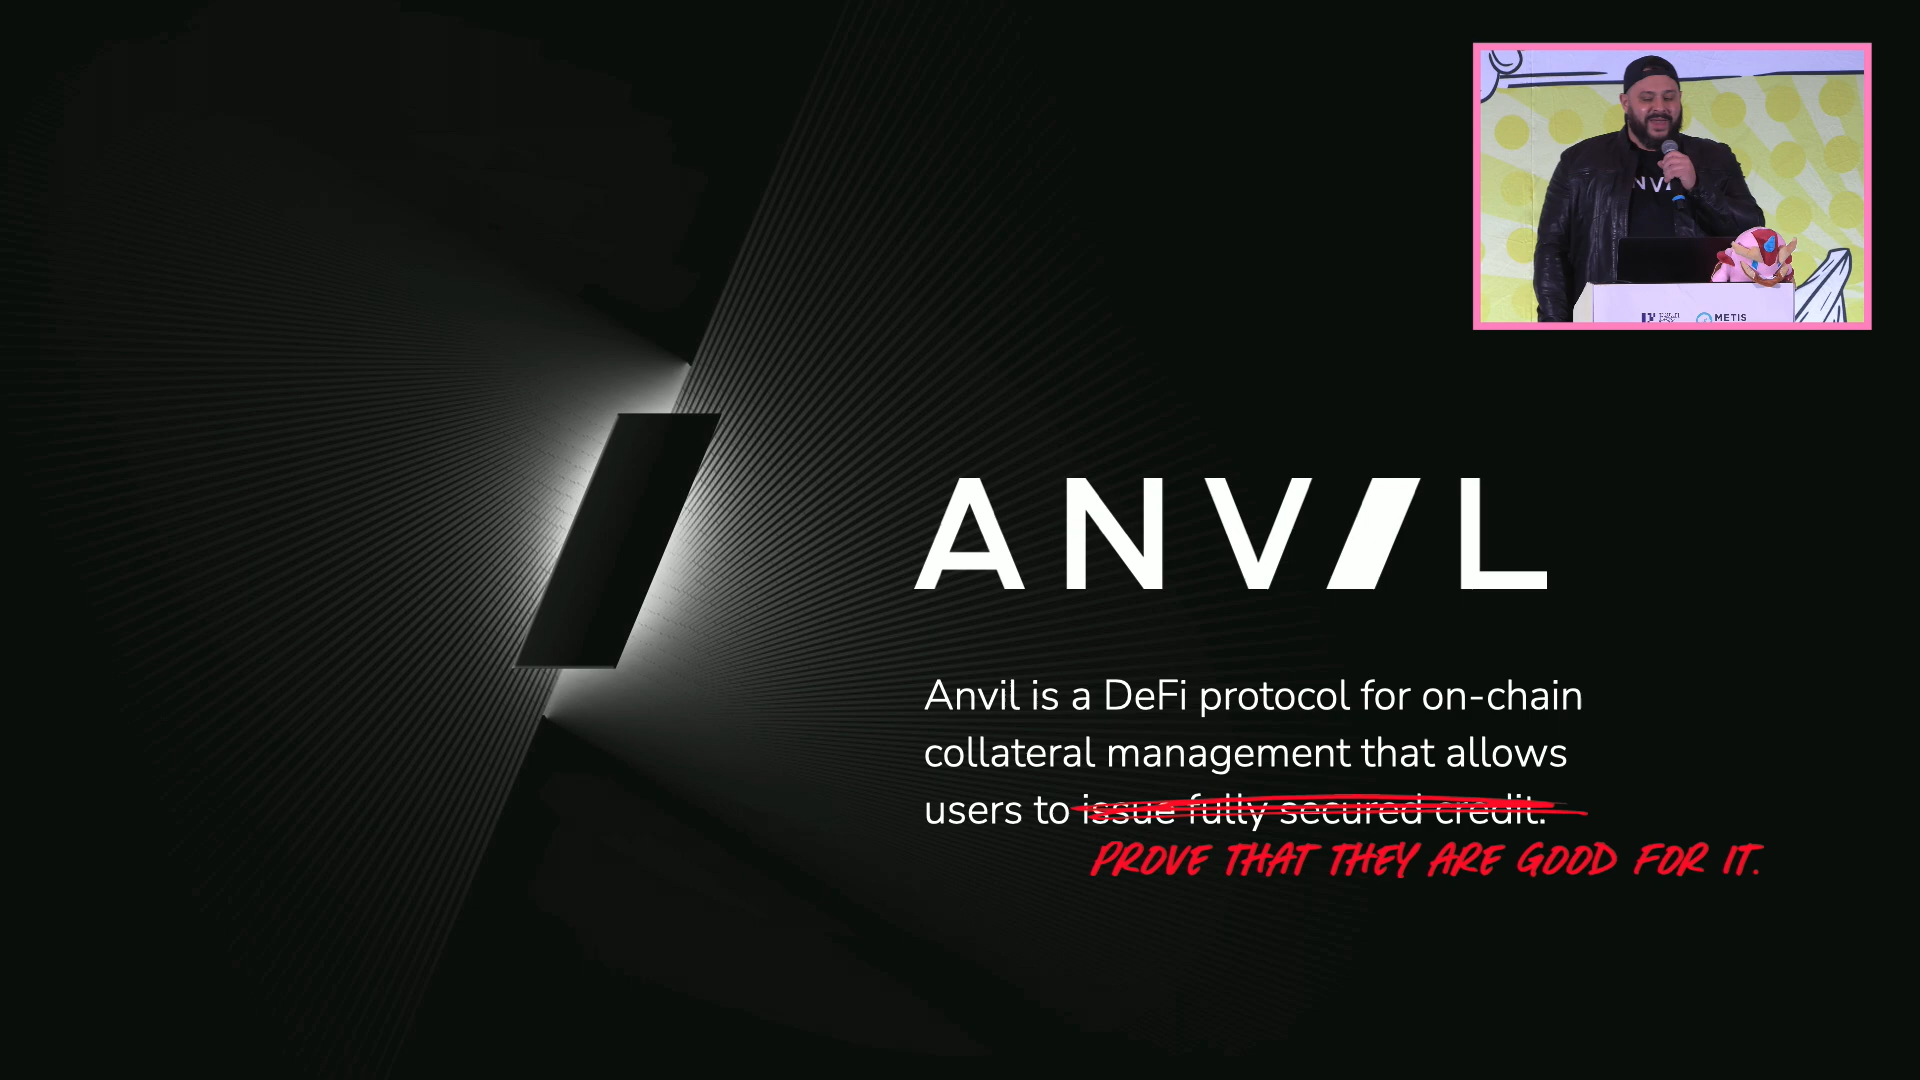 ANVIL
Anvil is a DeFi protocol for on-chain
collateral management that allows
users to issue fully secured credit.
PROVE THAT THEY ARE GOOD FOR IT.
METIS